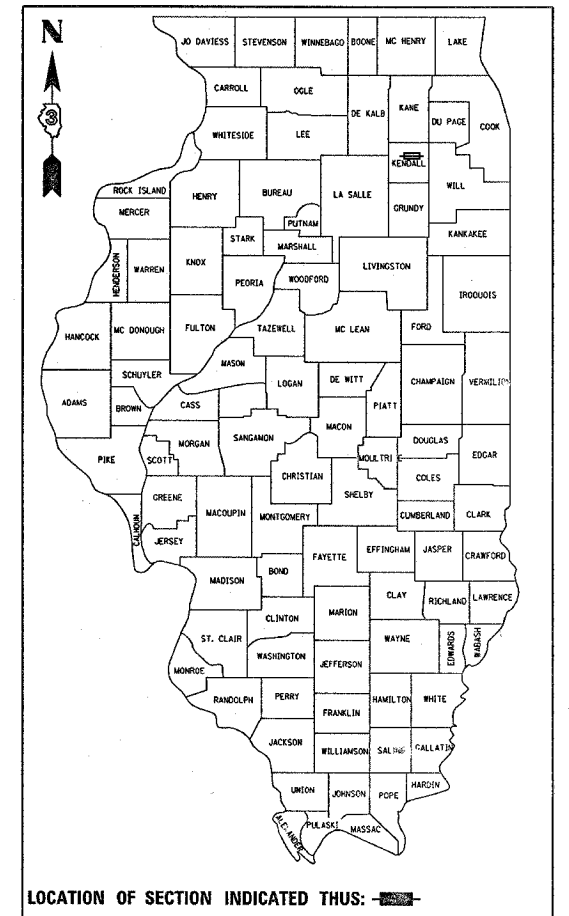 N
3
JO DAVIESS STEVENSON WINNEBAGO BOONE MC HENRY LAKE
CARROLL OGLE
DE KALB KANE
DU PAGE COOK
WHITESIDE LEE
KENDALL
ROCK ISLAND HENRY BUREAU LA SALLE GRUNDY WILL
MERCER PUTNAM KANKAKEE
STARK MARSHALL
HENDERSON WARREN KNOX PEORIA WOODFORD LIVINGSTON IROQUOIS
HANCOCK MC DONOUGH FULTON TAZEWELL MC LEAN FORD
SCHUYLER MASON LOGAN DE WITT CHAMPAIGN VERMILION
ADAMS BROWN CASS PIATT
MACON
PIKE SCOTT MORGAN SANGAMON DOUGLAS EDGAR
MOULTRI
CHRISTIAN COLES
SHELBY
GREENE
MACOUPIN MONTGOMERY CUMBERLAND CLARK
CALHOUN JERSEY
FAYETTE EFFINGHAM JASPER CRAWFORD
MADISON BOND
CLAY RICHLAND LAWRENCE
CLINTON MARION
ST. CLAIR WAYNE EDWARDS WABASH
WASHINGTON JEFFERSON
MONROE
RANDOLPH PERRY HAMILTON WHITE
FRANKLIN
JACKSON WILLIAMSON SALINE GALLATIN
UNION JOHNSON POPE HARDIN
ALEXANDER PULASKI MASSAC
LOCATION OF SECTION INDICATED THUS: